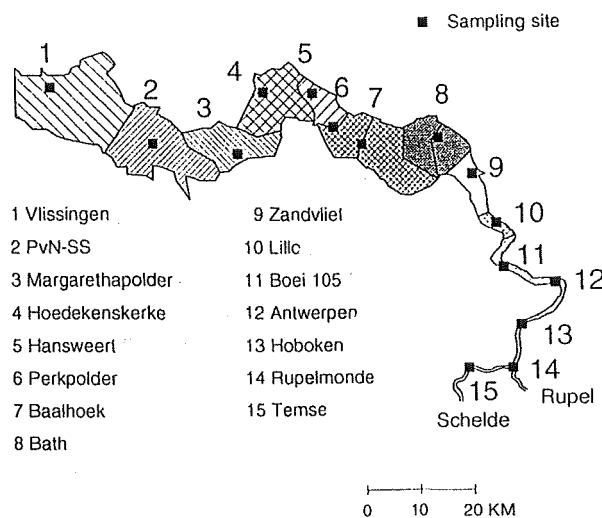 Sampling site
1
2
3
4
5
6
7
8
9
10
11
12
13
14
15
Schelde
Rupel
1 Vlissingen
2 PvN-SS
3 Margarethapolder
4 Hoedekenskerke
5 Hansweert
6 Perkpolder
7 Baalhoek
8 Bath
9 Zandvliel
10 Lillo
11 Boei 105
12 Antwerpen
13 Hoboken
14 Rupelmonde
15 Temse
0 10 20 KM